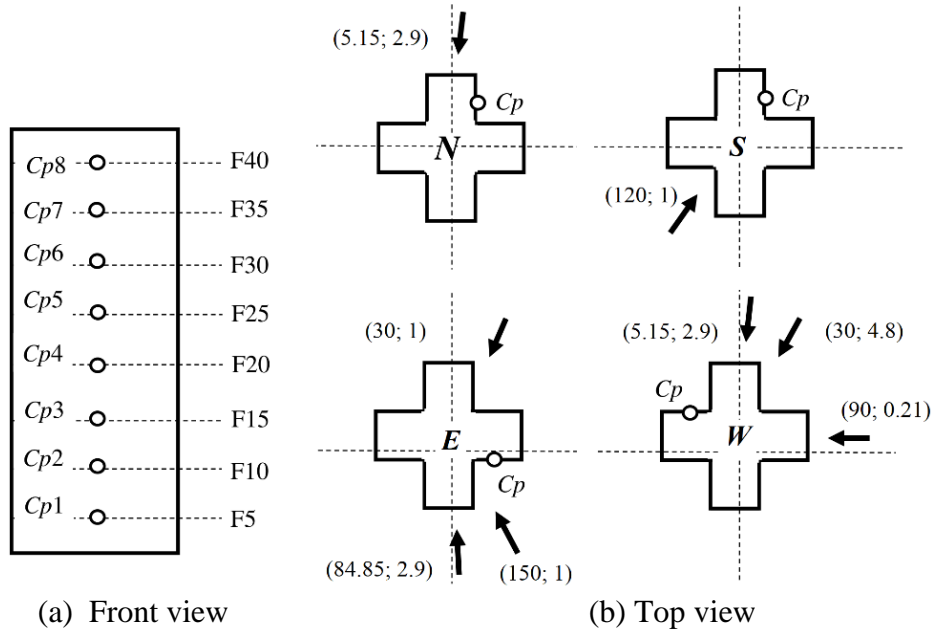 Cp8 F40
Cp7 F35
Cp6 F30
Cp5 F25
Cp4 F20
Cp3 F15
Cp2 F10
Cp1 F5
(a) Front view
(5.15; 2.9)
Cp
N
Cp
S
(120; 1)
(30; 1)
E
Cp
(84.85; 2.9)
(150; 1)
(5.15; 2.9)
(30; 4.8)
Cp
(90; 0.21)
W
(b) Top view